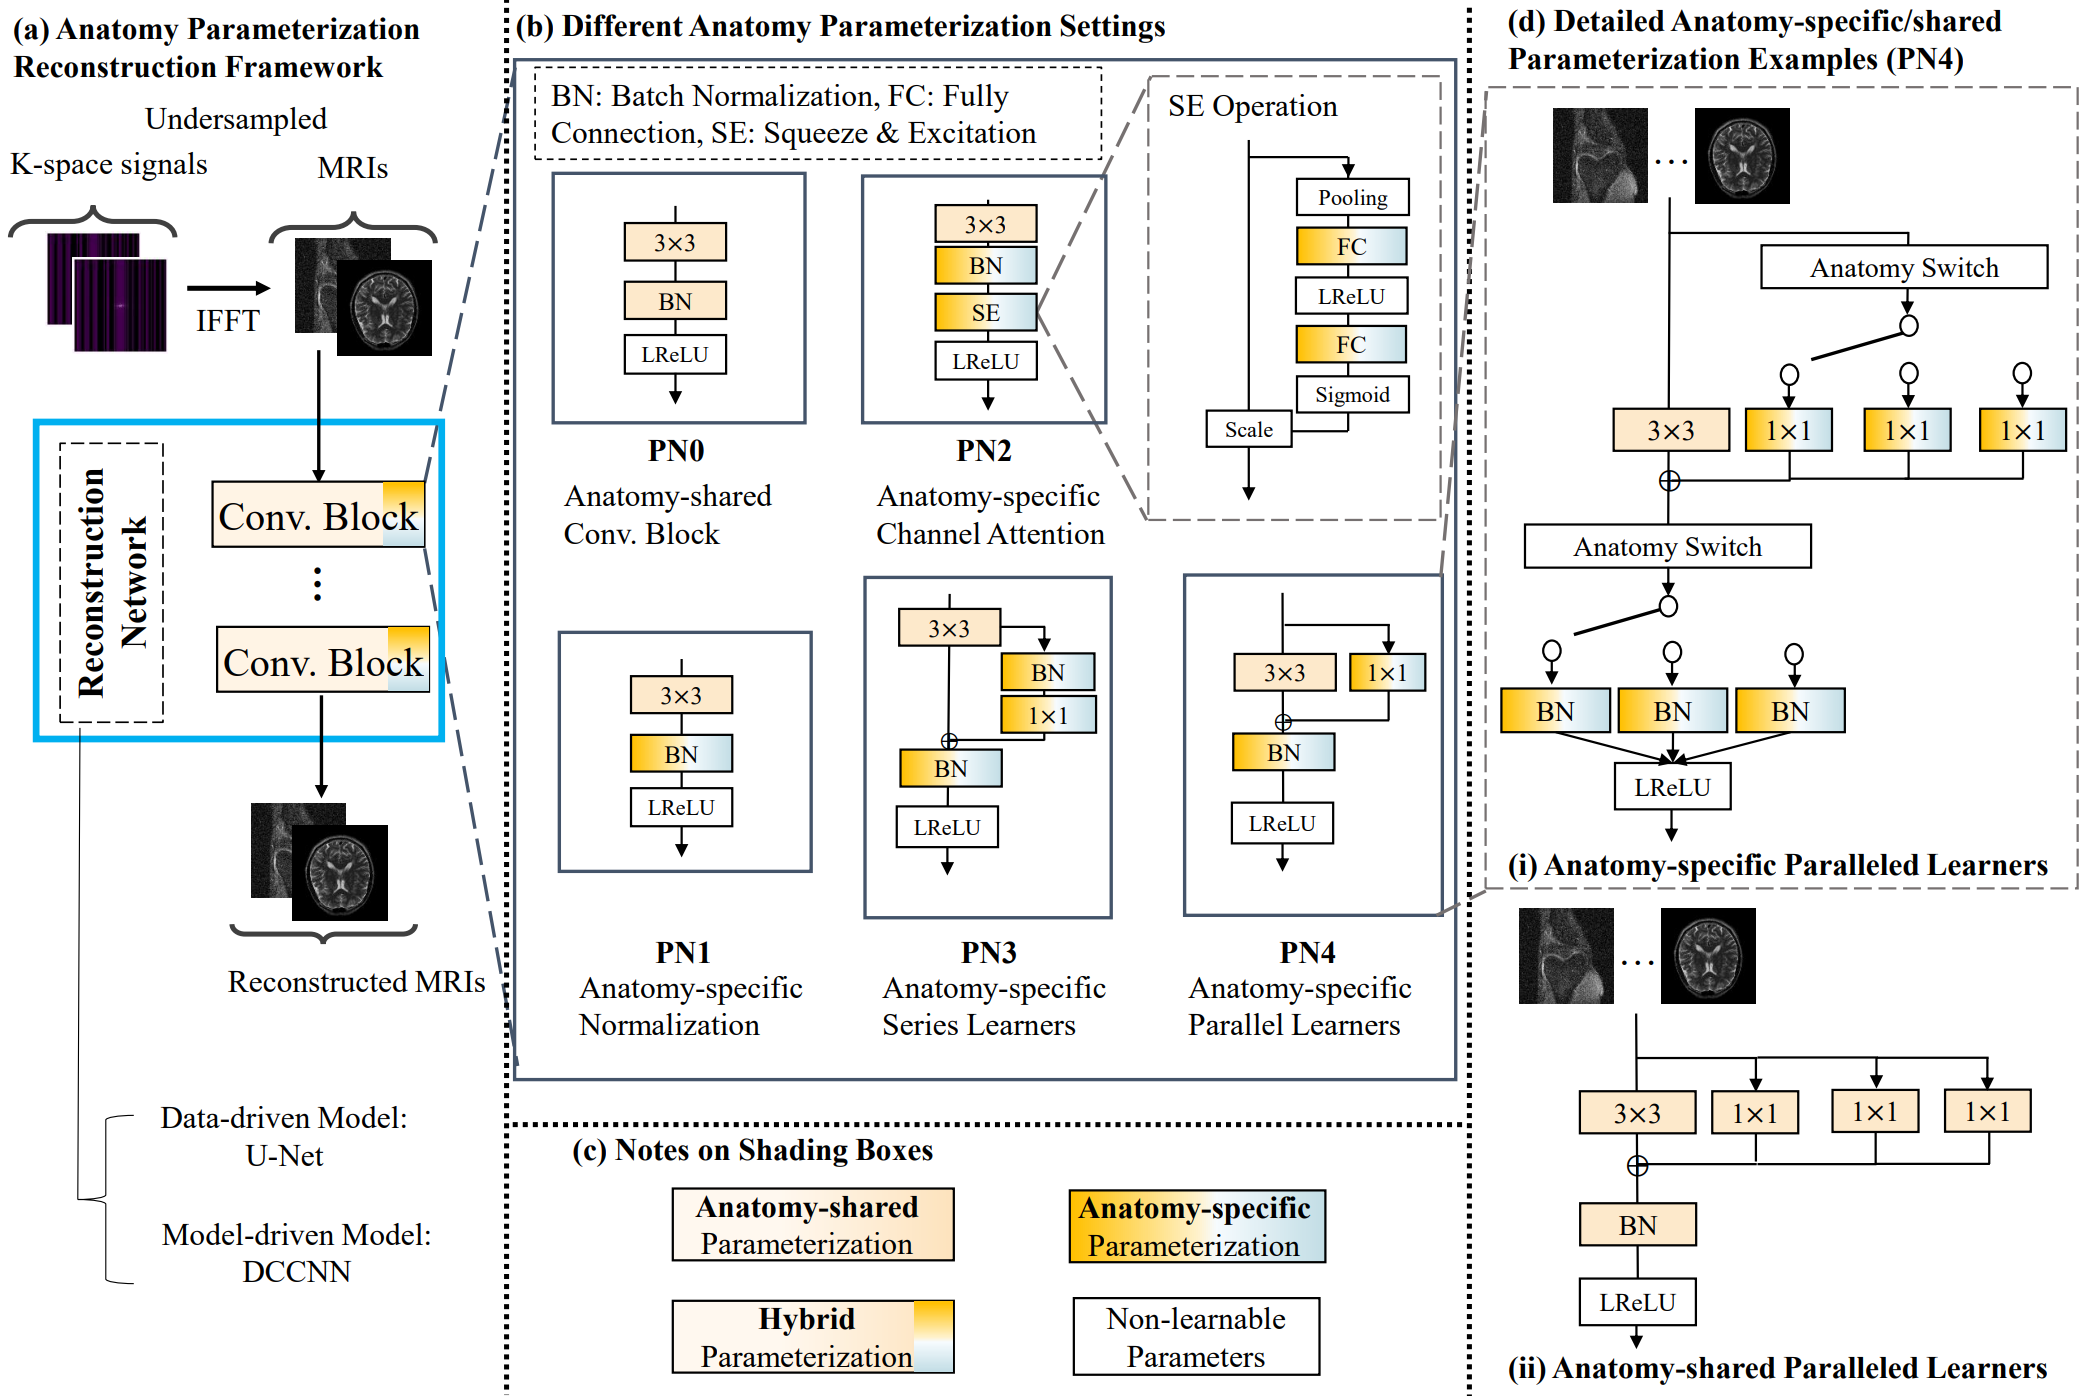 (a) Anatomy Parameterization
Reconstruction Framework
Undersampled
K-space signals
MRIs
IFFT
Reconstruction
Network
Conv. Block
⋮
Conv. Block
Reconstructed MRIs
Data-driven Model:
U-Net
Model-driven Model:
DCCNN
(b) Different Anatomy Parameterization Settings
BN: Batch Normalization, FC: Fully
Connection, SE: Squeeze & Excitation
3×3
BN
LReLU
PN0
Anatomy-shared
Conv. Block
3×3
BN
SE
LReLU
PN2
Anatomy-specific
Channel Attention
SE Operation
Pooling
FC
LReLU
FC
Sigmoid
Scale
3×3
BN
LReLU
PN1
Anatomy-specific
Normalization
3×3
BN
1×1
BN
LReLU
PN3
Anatomy-specific
Series Learners
3×3
1×1
BN
LReLU
PN4
Anatomy-specific
Parallel Learners
(c) Notes on Shading Boxes
Anatomy-shared
Parameterization
Anatomy-specific
Parameterization
Hybrid
Parameterization
Non-learnable
Parameters
(d) Detailed Anatomy-specific/shared
Parameterization Examples (PN4)
...
Anatomy Switch
3×3
1×1
1×1
1×1
Anatomy Switch
BN
BN
BN
LReLU
(i) Anatomy-specific Paralleled Learners
...
3×3
1×1
1×1
1×1
BN
LReLU
(ii) Anatomy-shared Paralleled Learners